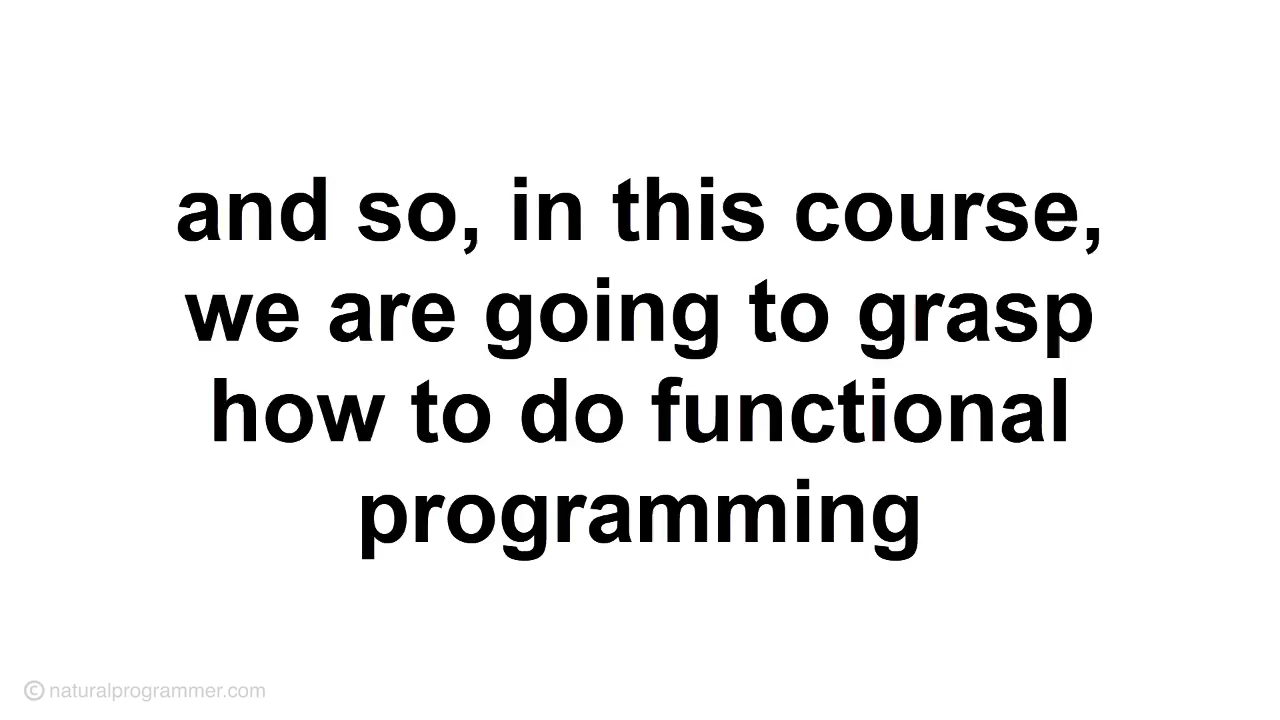 and so, in this course,
we are going to grasp
how to do functional
programming
© naturalprogrammer.com